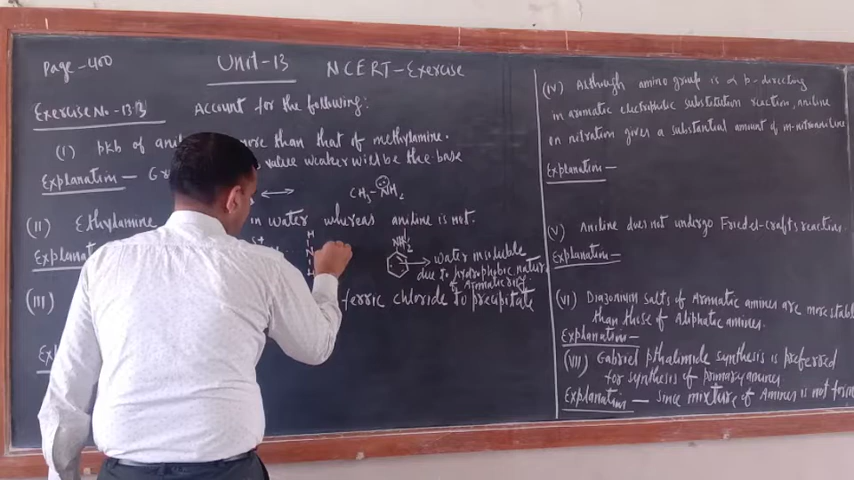 Page-400
Unit-13
NCERT-Exercise
Exercise No-13.3
Account for the following
(i) pkb of than that of methylamine.
Explanation - value weaker will be the base
CH3-NH2
(ii) Ethylamine in water whereas aniline is not.
Explanation
H
N
H
NH2
water insoluble
due to hydrophobic nature
of Aromatic ring
(iii) ferric chloride to precipitate
(iv) Although amino group is o p-directing
in aromatic electrophilic substitution reaction, aniline
on nitration gives a substantial amount of m-nitroaniline
Explanation -
(v) Aniline does not undergo Friedel-crafts reaction.
Explanation -
(vi) Diazonium salts of Aromatic amines are more stable
than those of Aliphatic amines.
Explanation -
(vii) Gabriel phthalimide synthesis is preferred
for synthesis of primary amines
Explanation - since mixture of Amines is not formed